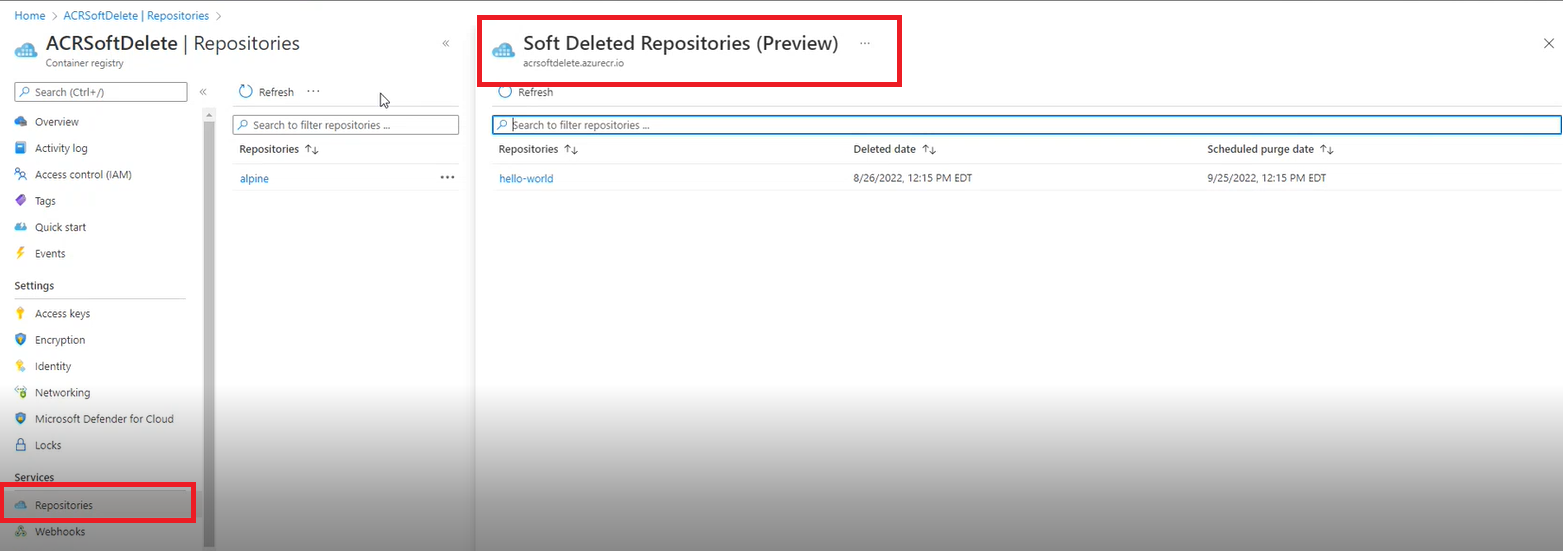 Home > ACRSoftDelete | Repositories >
ACRSoftDelete | Repositories
Container registry
«
Search (Ctrl+/)
«
Overview
Activity log
Access control (IAM)
Tags
Quick start
Events
Settings
Access keys
Encryption
Identity
Networking
Microsoft Defender for Cloud
Locks
Services
Repositories
Webhooks
Refresh ...
Search to filter repositories ...
Repositories ↑↓
alpine ...
Soft Deleted Repositories (Preview) ...
acrsoftdelete.azurecr.io
Refresh
Search to filter repositories ...
Repositories ↑↓ Deleted date ↑↓ Scheduled purge date ↑↓
hello-world 8/26/2022, 12:15 PM EDT 9/25/2022, 12:15 PM EDT